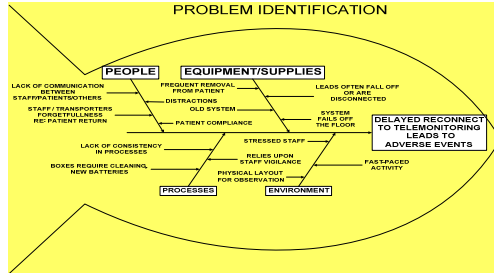 PROBLEM IDENTIFICATION
PEOPLE
EQUIPMENT/SUPPLIES
LACK OF COMMUNICATION
BETWEEN
STAFF/PATIENTS/OTHERS
FREQUENT REMOVAL
FROM PATIENT
LEADS OFTEN FALL OFF
OR ARE
DISCONNECTED
DISTRACTIONS
STAFF / TRANSPORTERS
FORGETFULLNESS
RE: PATIENT RETURN
OLD SYSTEM
PATIENT COMPLIANCE
SYSTEM
FAILS OFF
THE FLOOR
DELAYED RECONNECT
TO TELEMONITORING
LEADS TO
ADVERSE EVENTS
LACK OF CONSISTENCY
IN PROCESSES
STRESSED STAFF
RELIES UPON
STAFF VIGILANCE
FAST-PACED
ACTIVITY
BOXES REQUIRE CLEANING,
NEW BATTERIES
PHYSICAL LAYOUT
FOR OBSERVATION
PROCESSES
ENVIRONMENT